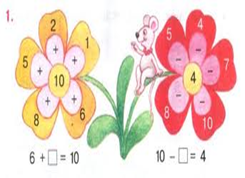 1.
2
5 1
+ + +
10
+ +
8 6
4
5 7
- - -
4
- -
8 10
6 + □ = 10
10 - □ = 4